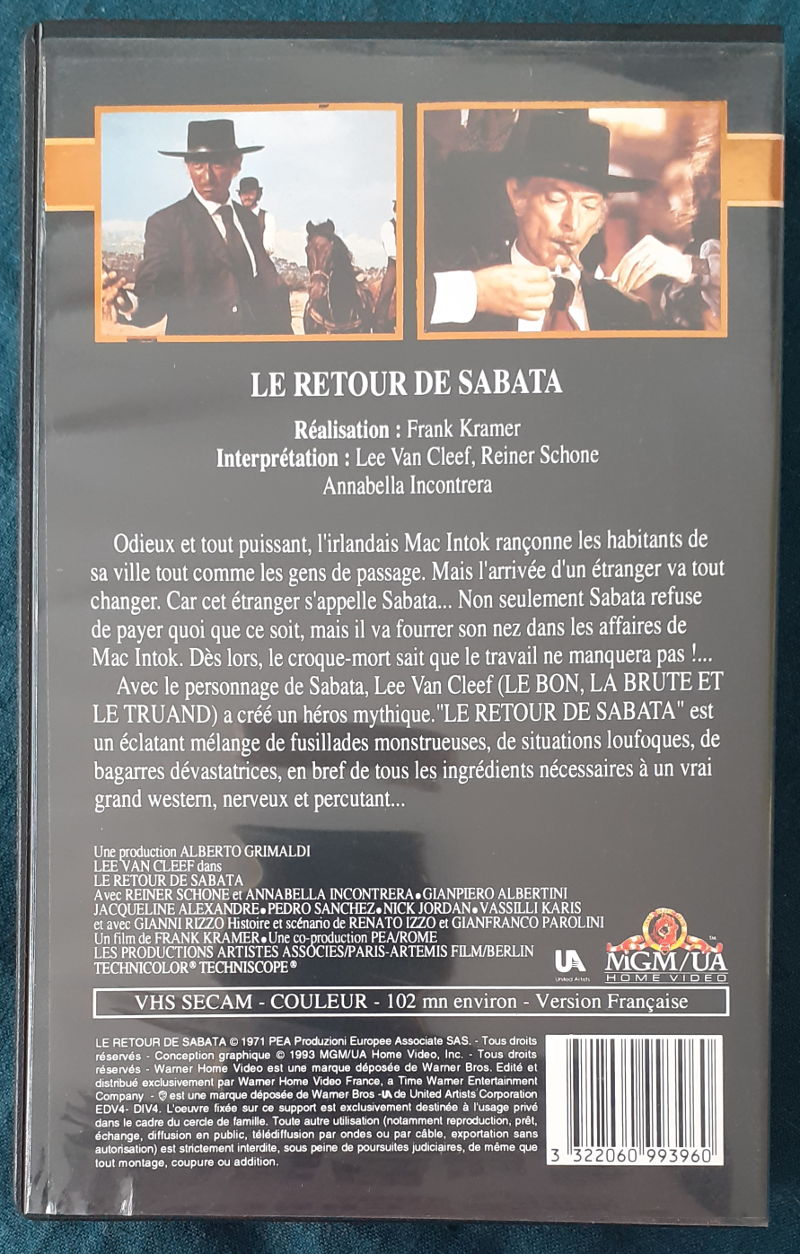 LE RETOUR DE SABATA
Réalisation : Frank Kramer
Interprétation : Lee Van Cleef, Reiner Schone
Annabella Incontrera
Odieux et tout puissant, l'irlandais Mac Intok rançonne les habitants de
sa ville tout comme les gens de passage. Mais l'arrivée d'un étranger va tout
changer. Car cet étranger s'appelle Sabata... Non seulement Sabata refuse
de payer quoi que ce soit, mais il va fourrer son nez dans les affaires de
Mac Intok. Dès lors, le croque-mort sait que le travail ne manquera pas !...
Avec le personnage de Sabata, Lee Van Cleef (LE BON, LA BRUTE ET
LE TRUAND) a créé un héros mythique."LE RETOUR DE SABATA" est
un éclatant mélange de fusillades monstrueuses, de situations loufoques, de
bagarres dévastatrices, en bref de tous les ingrédients nécessaires à un vrai
grand western, nerveux et percutant...
Une production ALBERTO GRIMALDI
LEE VAN CLEEF dans
LE RETOUR DE SABATA
Avec REINER SCHONE et ANNABELLA INCONTRERA•GIANPIERO ALBERTINI
JACQUELINE ALEXANDRE•PEDRO SANCHEZ•NICK JORDAN•VASSILLI KARIS
et avec GIANNI RIZZO Histoire et scénario de RENATO IZZO et GIANFRANCO PAROLINI
Un film de FRANK KRAMER•Une co-production PEA/ROME
LES PRODUCTIONS ARTISTES ASSOCIES/PARIS-ARTEMIS FILM/BERLIN
TECHNICOLOR® TECHNISCOPE®
UA
United Artists
MGM/UA
HOME VIDEO
™
VHS SECAM - COULEUR - 102 mn environ - Version Française
LE RETOUR DE SABATA © 1971 PEA Produzioni Europee Associate SAS. - Tous droits
réservés - Conception graphique © 1993 MGM/UA Home Video, Inc. - Tous droits
réservés - Warner Home Video est une marque déposée de Warner Bros. Edité et
distribué exclusivement par Warner Home Video France, a Time Warner Entertainment
Company - est une marque déposée de Warner Bros -UA de United Artists Corporation
EDV4- DIV4. L'oeuvre fixée sur ce support est exclusivement destinée à l'usage privé
dans le cadre du cercle de famille. Toute autre utilisation (notamment reproduction, prêt,
échange, diffusion en public, télédiffusion par ondes ou par câble, exportation sans
autorisation) est strictement interdite, sous peine de poursuites judiciaires, de même que
tout montage, coupure ou addition.
3 322060 993960